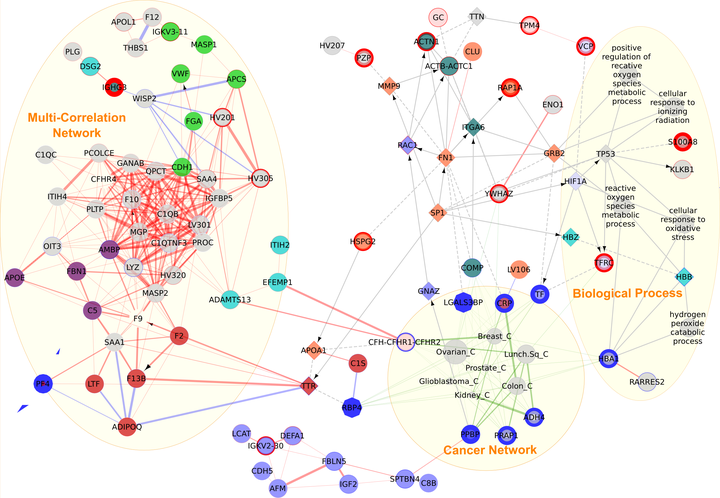 GC
TTN
TPM4
F12
APOL1
IGKV3-11
THBS1
MASP1
PLG
DSG2
VWF
APCS
IGHG3
WISP2
HV207
PZP
ACTN1
CLU
VCP
ACTB-ACTC1
MMP9
RAP1A
ENO1
positive
regulation of
reactive
oxygen
species
metabolic
process
cellular
response to
ionizing
radiation
Multi-Correlation
Network
FGA
HV201
ITGA6
RAC1
FN1
GRB2
TP53
S100A8
KLKB1
C1QC
PCOLCE
GANAB
QPCT
CDH1
CFHR4
SAA4
HV305
ITIH4
F10
IGFBP5
PLTP
C1QB
LV301
MGP
C1QTNF3
PROC
YWHAZ
HIF1A
SP1
reactive
oxygen
species
metabolic
process
cellular
response to
oxidative
stress
OIT3
AMBP
LYZ
HV320
ITIH2
HSPG2
HBZ
TFRC
HBB
APOE
FBN1
MASP2
EFEMP1
COMP
LV106
ADAMTS13
GNAZ
LGALS3BP
CRP
TF
Biological Process
C5
F9
hydrogen
peroxide
catabolic
process
SAA1
F2
APOA1
CFH-CFHR1-CFHR2
Breast_C
Ovarian_C
Lunch.Sq_C
C1S
Prostate_C
HBA1
PF4
LTF
F13B
TTR
Glioblastoma_C
Colon_C
Kidney_C
RARRES2
RBP4
ADIPOQ
ADH4
LCAT
DEFA1
IGKV2-30
PPBP
PRAP1
Cancer Network
CDH5
FBLN5
AFM
IGF2
SPTBN4
C8B